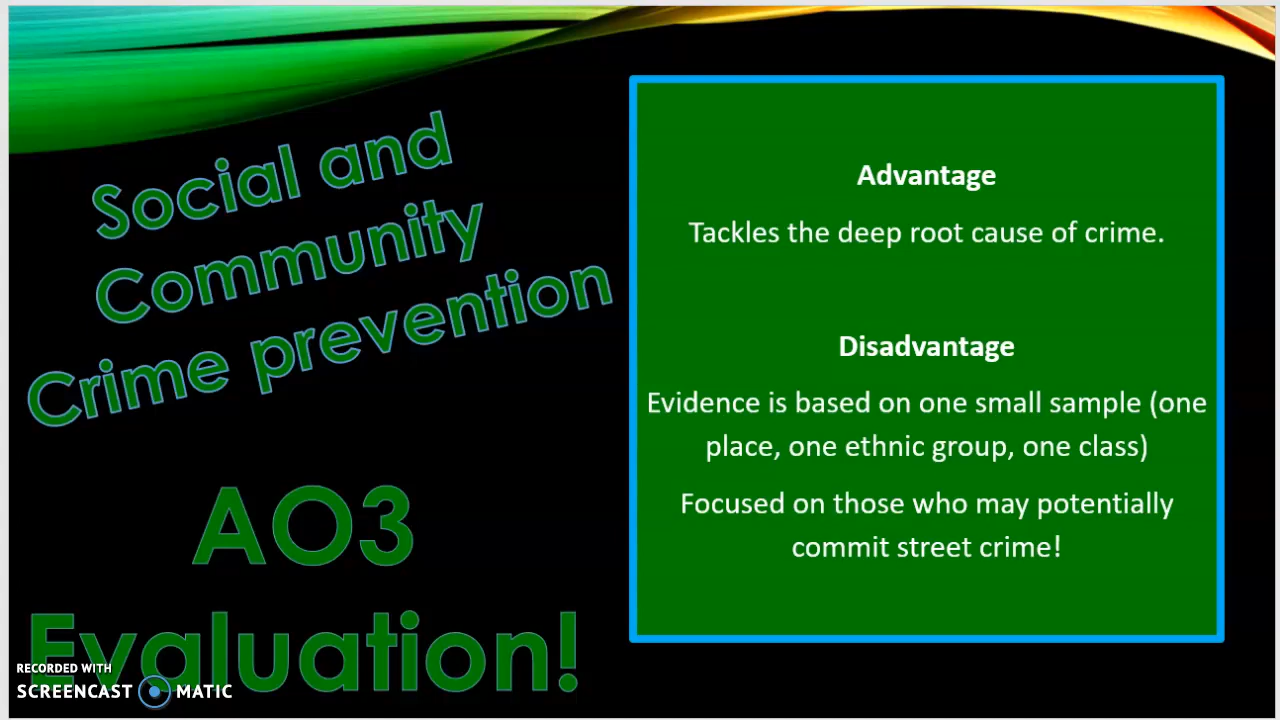 Social and
Community
Crime prevention
AO3
Evaluation!
Advantage
Tackles the deep root cause of crime.
Disadvantage
Evidence is based on one small sample (one
place, one ethnic group, one class)
Focused on those who may potentially
commit street crime!
RECORDED WITH
SCREENCAST MATIC